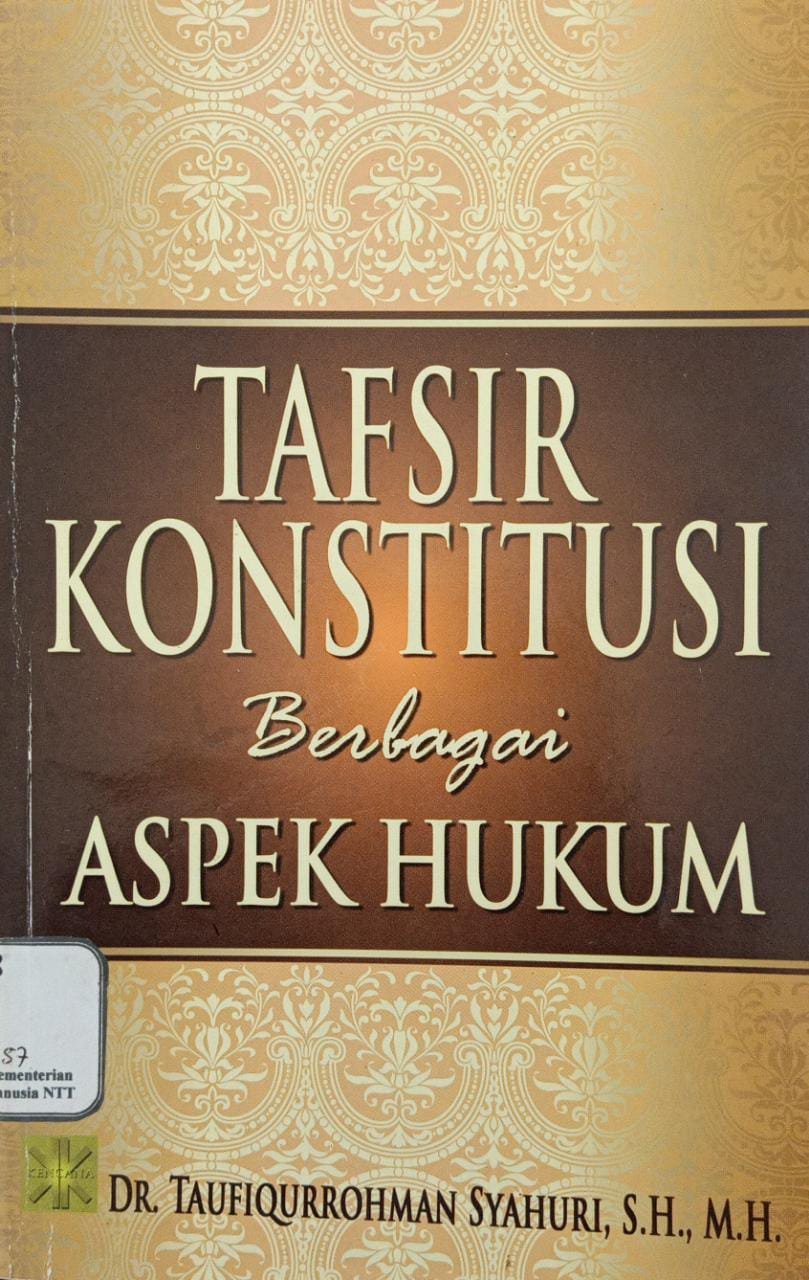 TAFSIR
KONSTITUSI
Berbagai
ASPEK HUKUM
57
ementerian
anusia NTT
KENCANA
DR. TAUFIQURROHMAN SYAHURI, S.H., M.H.